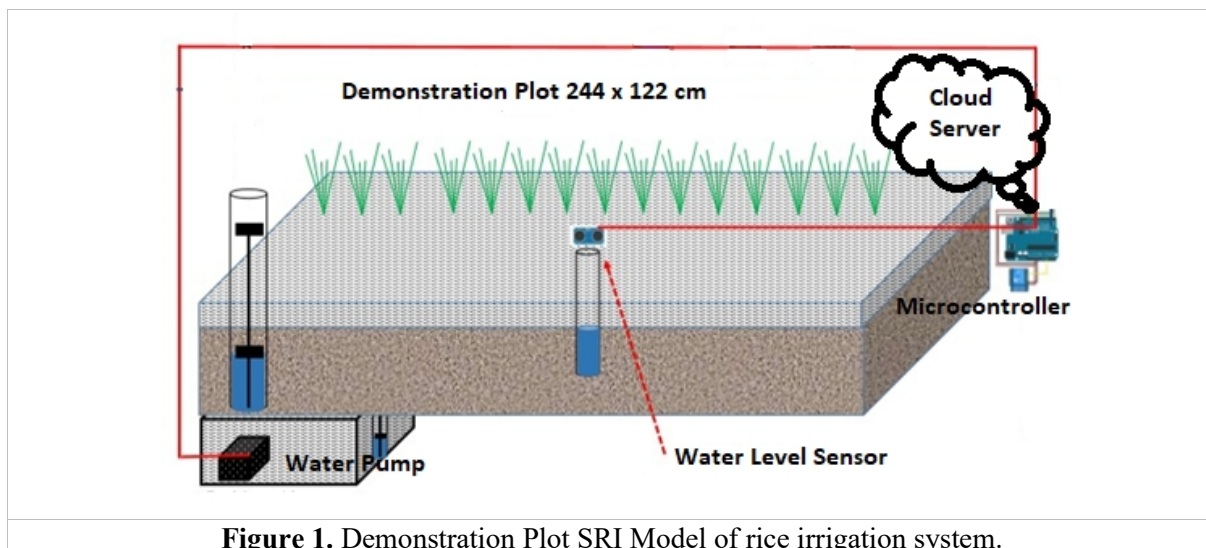 Demonstration Plot 244 x 122 cm
Cloud
Server
Microcontroller
Water Level Sensor
Water Pump
Figure 1. Demonstration Plot SRI Model of rice irrigation system.